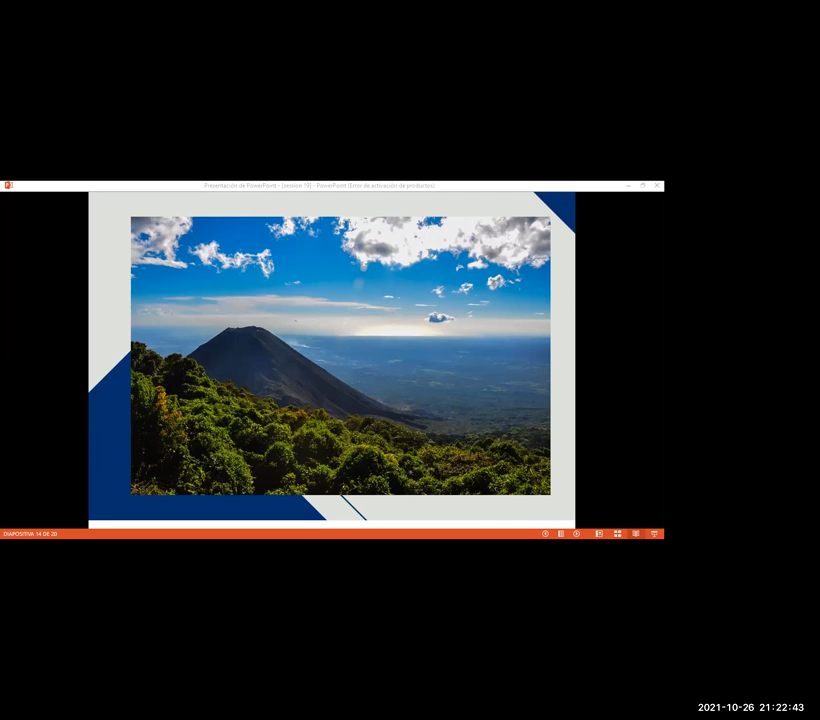 Presentación de PowerPoint - [session 10] - PowerPoint (Error de activación de productos)
DIAPOSITIVA 14 DE 20
2021-10-26 21:22:43